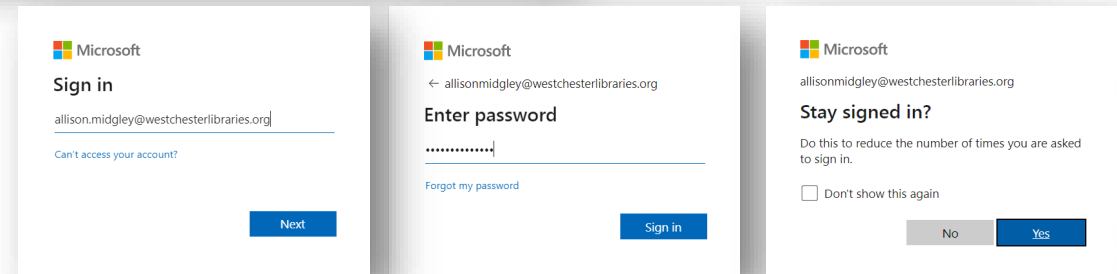 Microsoft
Sign in
allison.midgley@westchesterlibraries.org
Can't access your account?
Next
Microsoft
← allisonmidgley@westchesterlibraries.org
Enter password
••••••••••••••
Forgot my password
Sign in
Microsoft
allisonmidgley@westchesterlibraries.org
Stay signed in?
Do this to reduce the number of times you are asked
to sign in.
Don't show this again
No
Yes